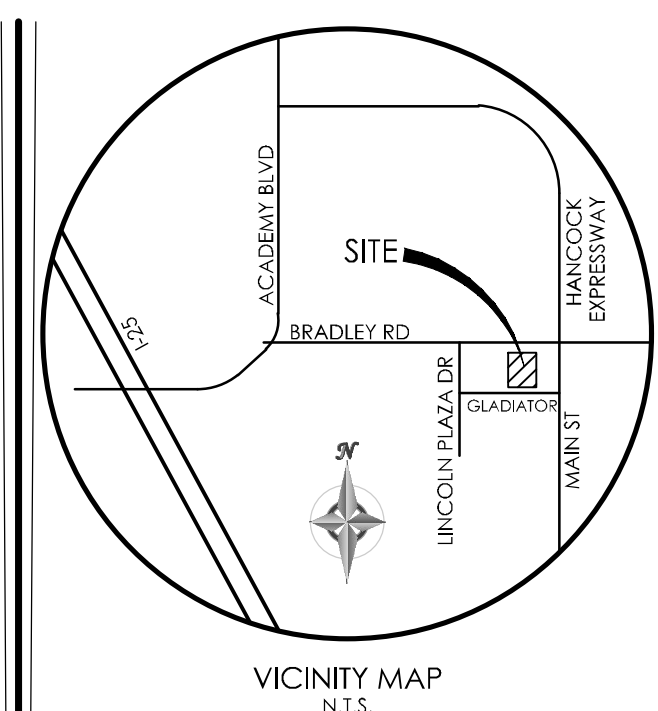 ACADEMY BLVD
HANCOCK
EXPRESSWAY
SITE
I-25
BRADLEY RD
LINCOLN PLAZA DR
GLADIATOR
MAIN ST
N
VICINITY MAP
N.T.S.